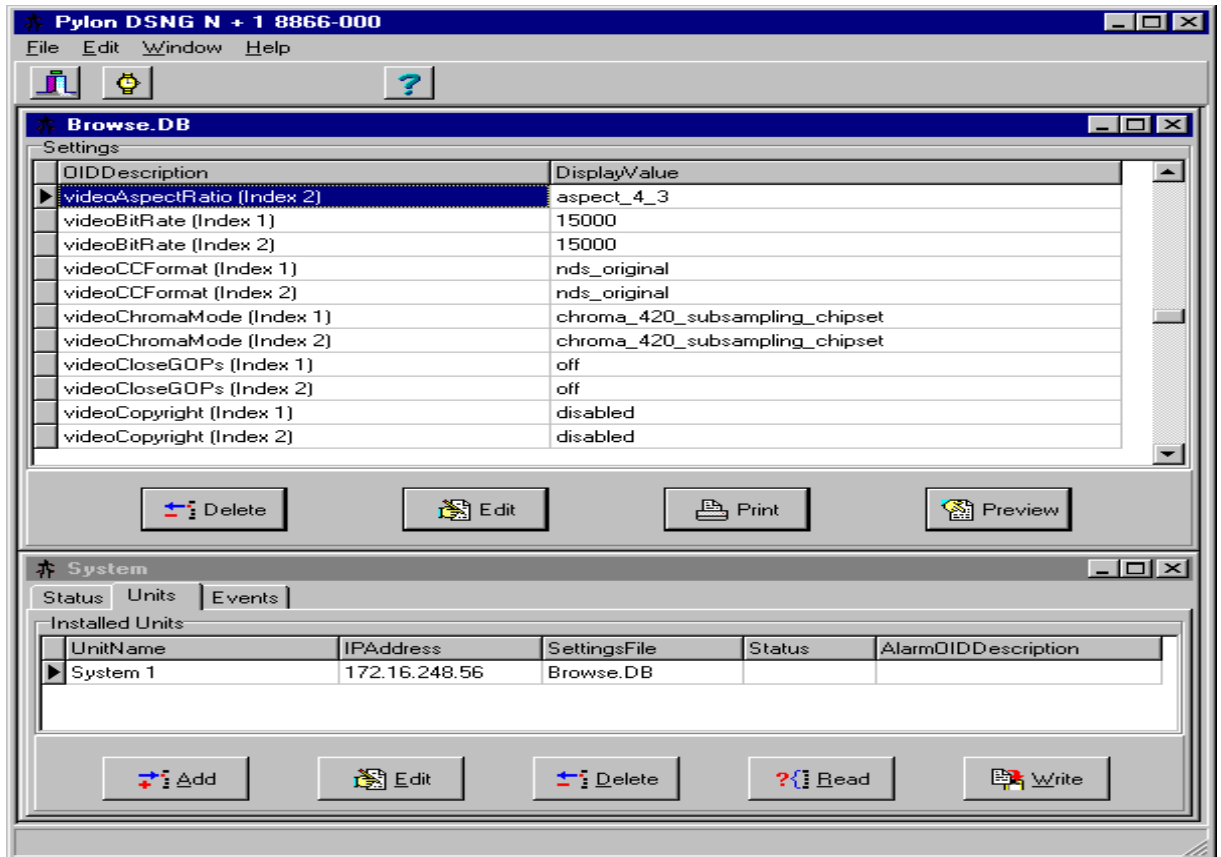 Pylon DSNG N + 1 8866-000
File Edit Window Help
?
Browse.DB
Settings
OIDDescription DisplayValue
videoAspectRatio (Index 2) aspect_4_3
videoBitRate (Index 1) 15000
videoBitRate (Index 2) 15000
videoCCFormat (Index 1) nds_original
videoCCFormat (Index 2) nds_original
videoChromaMode (Index 1) chroma_420_subsampling_chipset
videoChromaMode (Index 2) chroma_420_subsampling_chipset
videoCloseGOPs (Index 1) off
videoCloseGOPs (Index 2) off
videoCopyright (Index 1) disabled
videoCopyright (Index 2) disabled
Delete Edit Print Preview
System
Status Units Events
Installed Units
UnitName IPAddress SettingsFile Status AlarmOIDDescription
System 1 172.16.248.56 Browse.DB
Add Edit Delete Read Write